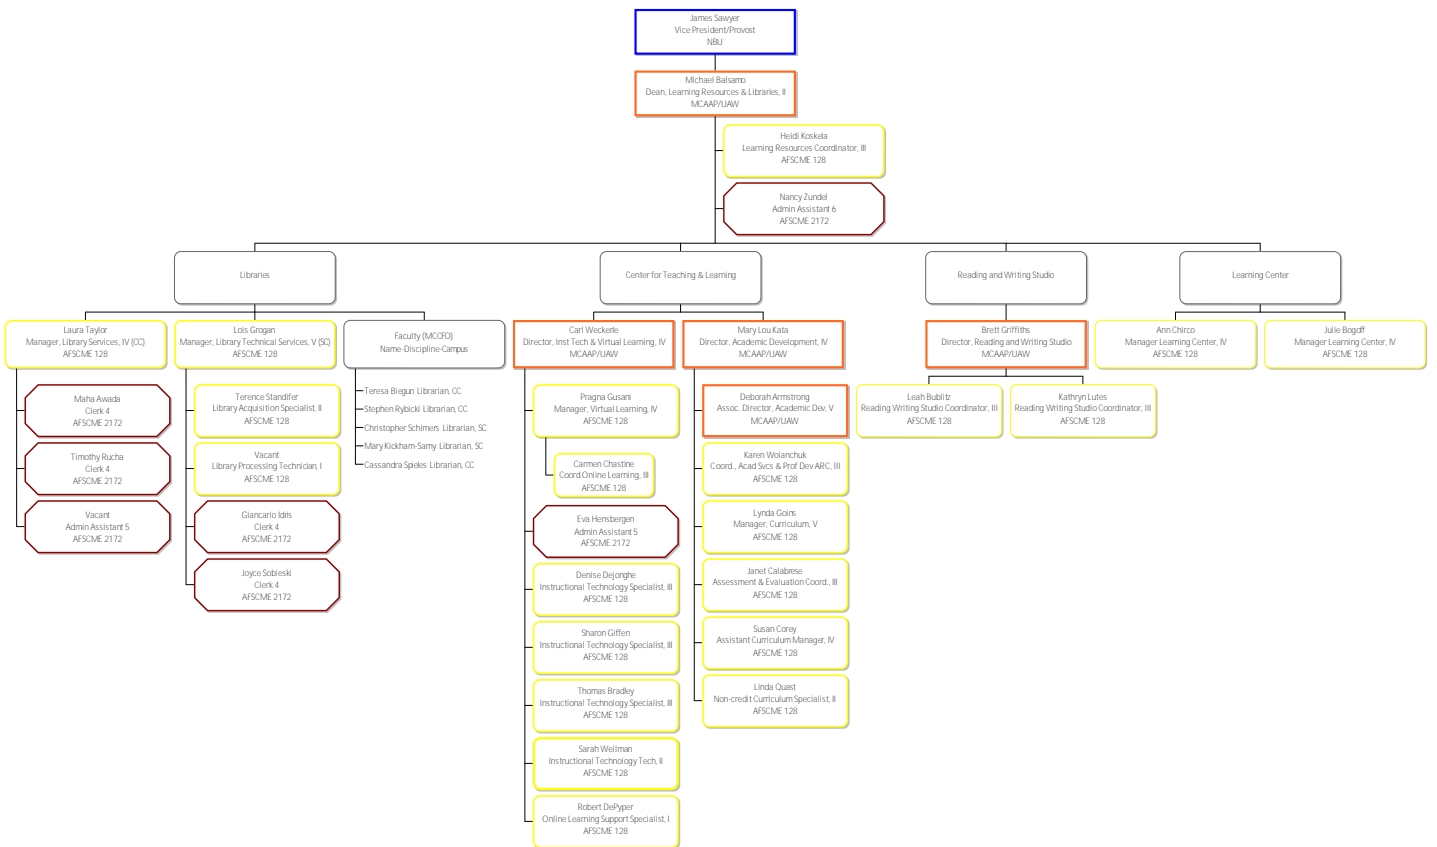 James Sawyer
Vice President/Provost
NBU
Michael Balsamo
Dean, Learning Resources & Libraries, II
MCAAP/UAW
Heidi Koskela
Learning Resources Coordinator, III
AFSCME 128
Nancy Zundel
Admin Assistant 6
AFSCME 2172
Libraries
Center for Teaching & Learning
Reading and Writing Studio
Learning Center
Laura Taylor
Manager, Library Services, IV (CC)
AFSCME 128
Maha Awada
Clerk 4
AFSCME 2172
Timothy Rucha
Clerk 4
AFSCME 2172
Vacant
Admin Assistant 5
AFSCME 2172
Lois Grogan
Manager, Library Technical Services, V (SC)
AFSCME 128
Terence Standifer
Library Acquisition Specialist, II
AFSCME 128
Vacant
Library Processing Technician, I
AFSCME 128
Giancarlo Idris
Clerk 4
AFSCME 2172
Joyce Sobieski
Clerk 4
AFSCME 2172
Faculty (MCCFO)
Name-Discipline-Campus
Teresa Biegun Librarian, CC
Stephen Rybicki Librarian, CC
Christopher Schimers Librarian, SC
Mary Kickham-Samy Librarian, SC
Cassandra Spieles Librarian, CC
Carl Weckerle
Director, Inst Tech & Virtual Learning, IV
MCAAP/UAW
Pragna Gusani
Manager, Virtual Learning, IV
AFSCME 128
Carmen Chastine
Coord Online Learning, III
AFSCME 128
Eva Hensbergen
Admin Assistant 5
AFSCME 2172
Denise Dejonghe
Instructional Technology Specialist, III
AFSCME 128
Sharon Giffen
Instructional Technology Specialist, III
AFSCME 128
Thomas Bradley
Instructional Technology Specialist, III
AFSCME 128
Sarah Wellman
Instructional Technology Tech, II
AFSCME 128
Robert DePyper
Online Learning Support Specialist, I
AFSCME 128
Mary Lou Kata
Director, Academic Development, IV
MCAAP/UAW
Deborah Armstrong
Assoc. Director, Academic Dev, V
MCAAP/UAW
Karen Wolanchuk
Coord., Acad Svcs & Prof Dev ARC, III
AFSCME 128
Lynda Goins
Manager, Curriculum, V
AFSCME 128
Janet Calabrese
Assessment & Evaluation Coord., III
AFSCME 128
Susan Corey
Assistant Curriculum Manager, IV
AFSCME 128
Linda Quast
Non-credit Curriculum Specialist, II
AFSCME 128
Brett Griffiths
Director, Reading and Writing Studio
MCAAP/UAW
Leah Bublitz
Reading Writing Studio Coordinator, III
AFSCME 128
Kathryn Lutes
Reading Writing Studio Coordinator, III
AFSCME 128
Ann Chirco
Manager Learning Center, IV
AFSCME 128
Julie Bogoff
Manager Learning Center, IV
AFSCME 128